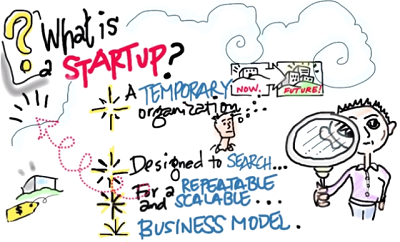 ?
What is
a STARTUP?
A TEMPORARY
organization...
NOW.
FUTURE!
Designed to SEARCH...
For a REPEATABLE
and SCALABLE...
BUSINESS MODEL.
$